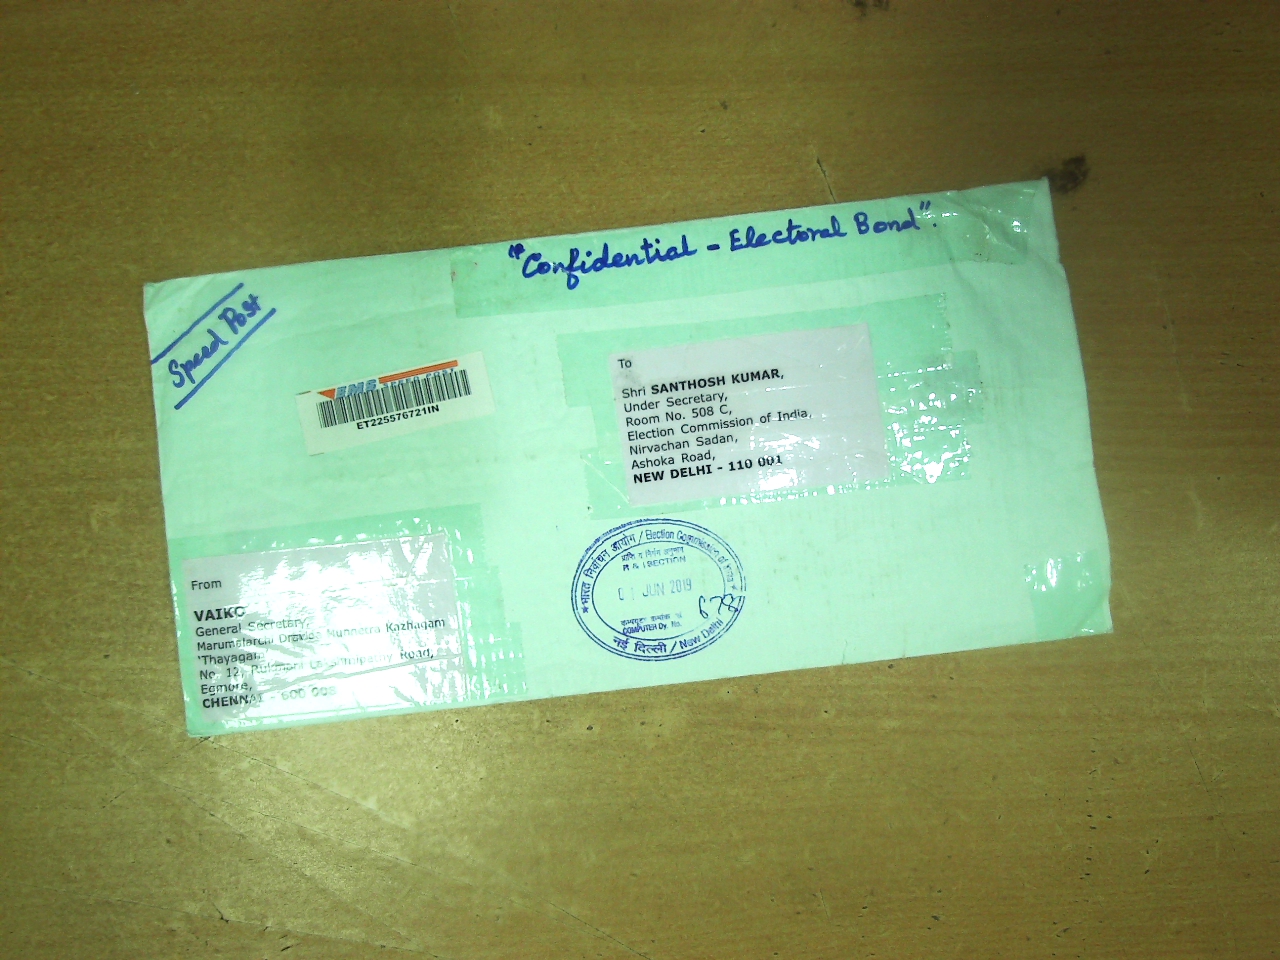 "Confidential - Electoral Bond".
Speed Post
EMS SPEED POST
ET225576721IN
To
Shri SANTHOSH KUMAR,
Under Secretary,
Room No. 508 C,
Election Commission of India,
Nirvachan Sadan,
Ashoka Road,
NEW DELHI - 110 001
From
VAIKO
General Secretary,
Marumalarchi Dravida Munnetra Kazhagam
'Thayagam'
No. 12, Rukmani Lakshmipathy Road,
Egmore,
CHENNAI - 600 008
भारत निर्वाचन आयोग / Election Commission of India
R & I SECTION
JUN 2019
COMPUTER Dy. No.
नई दिल्ली / New Delhi